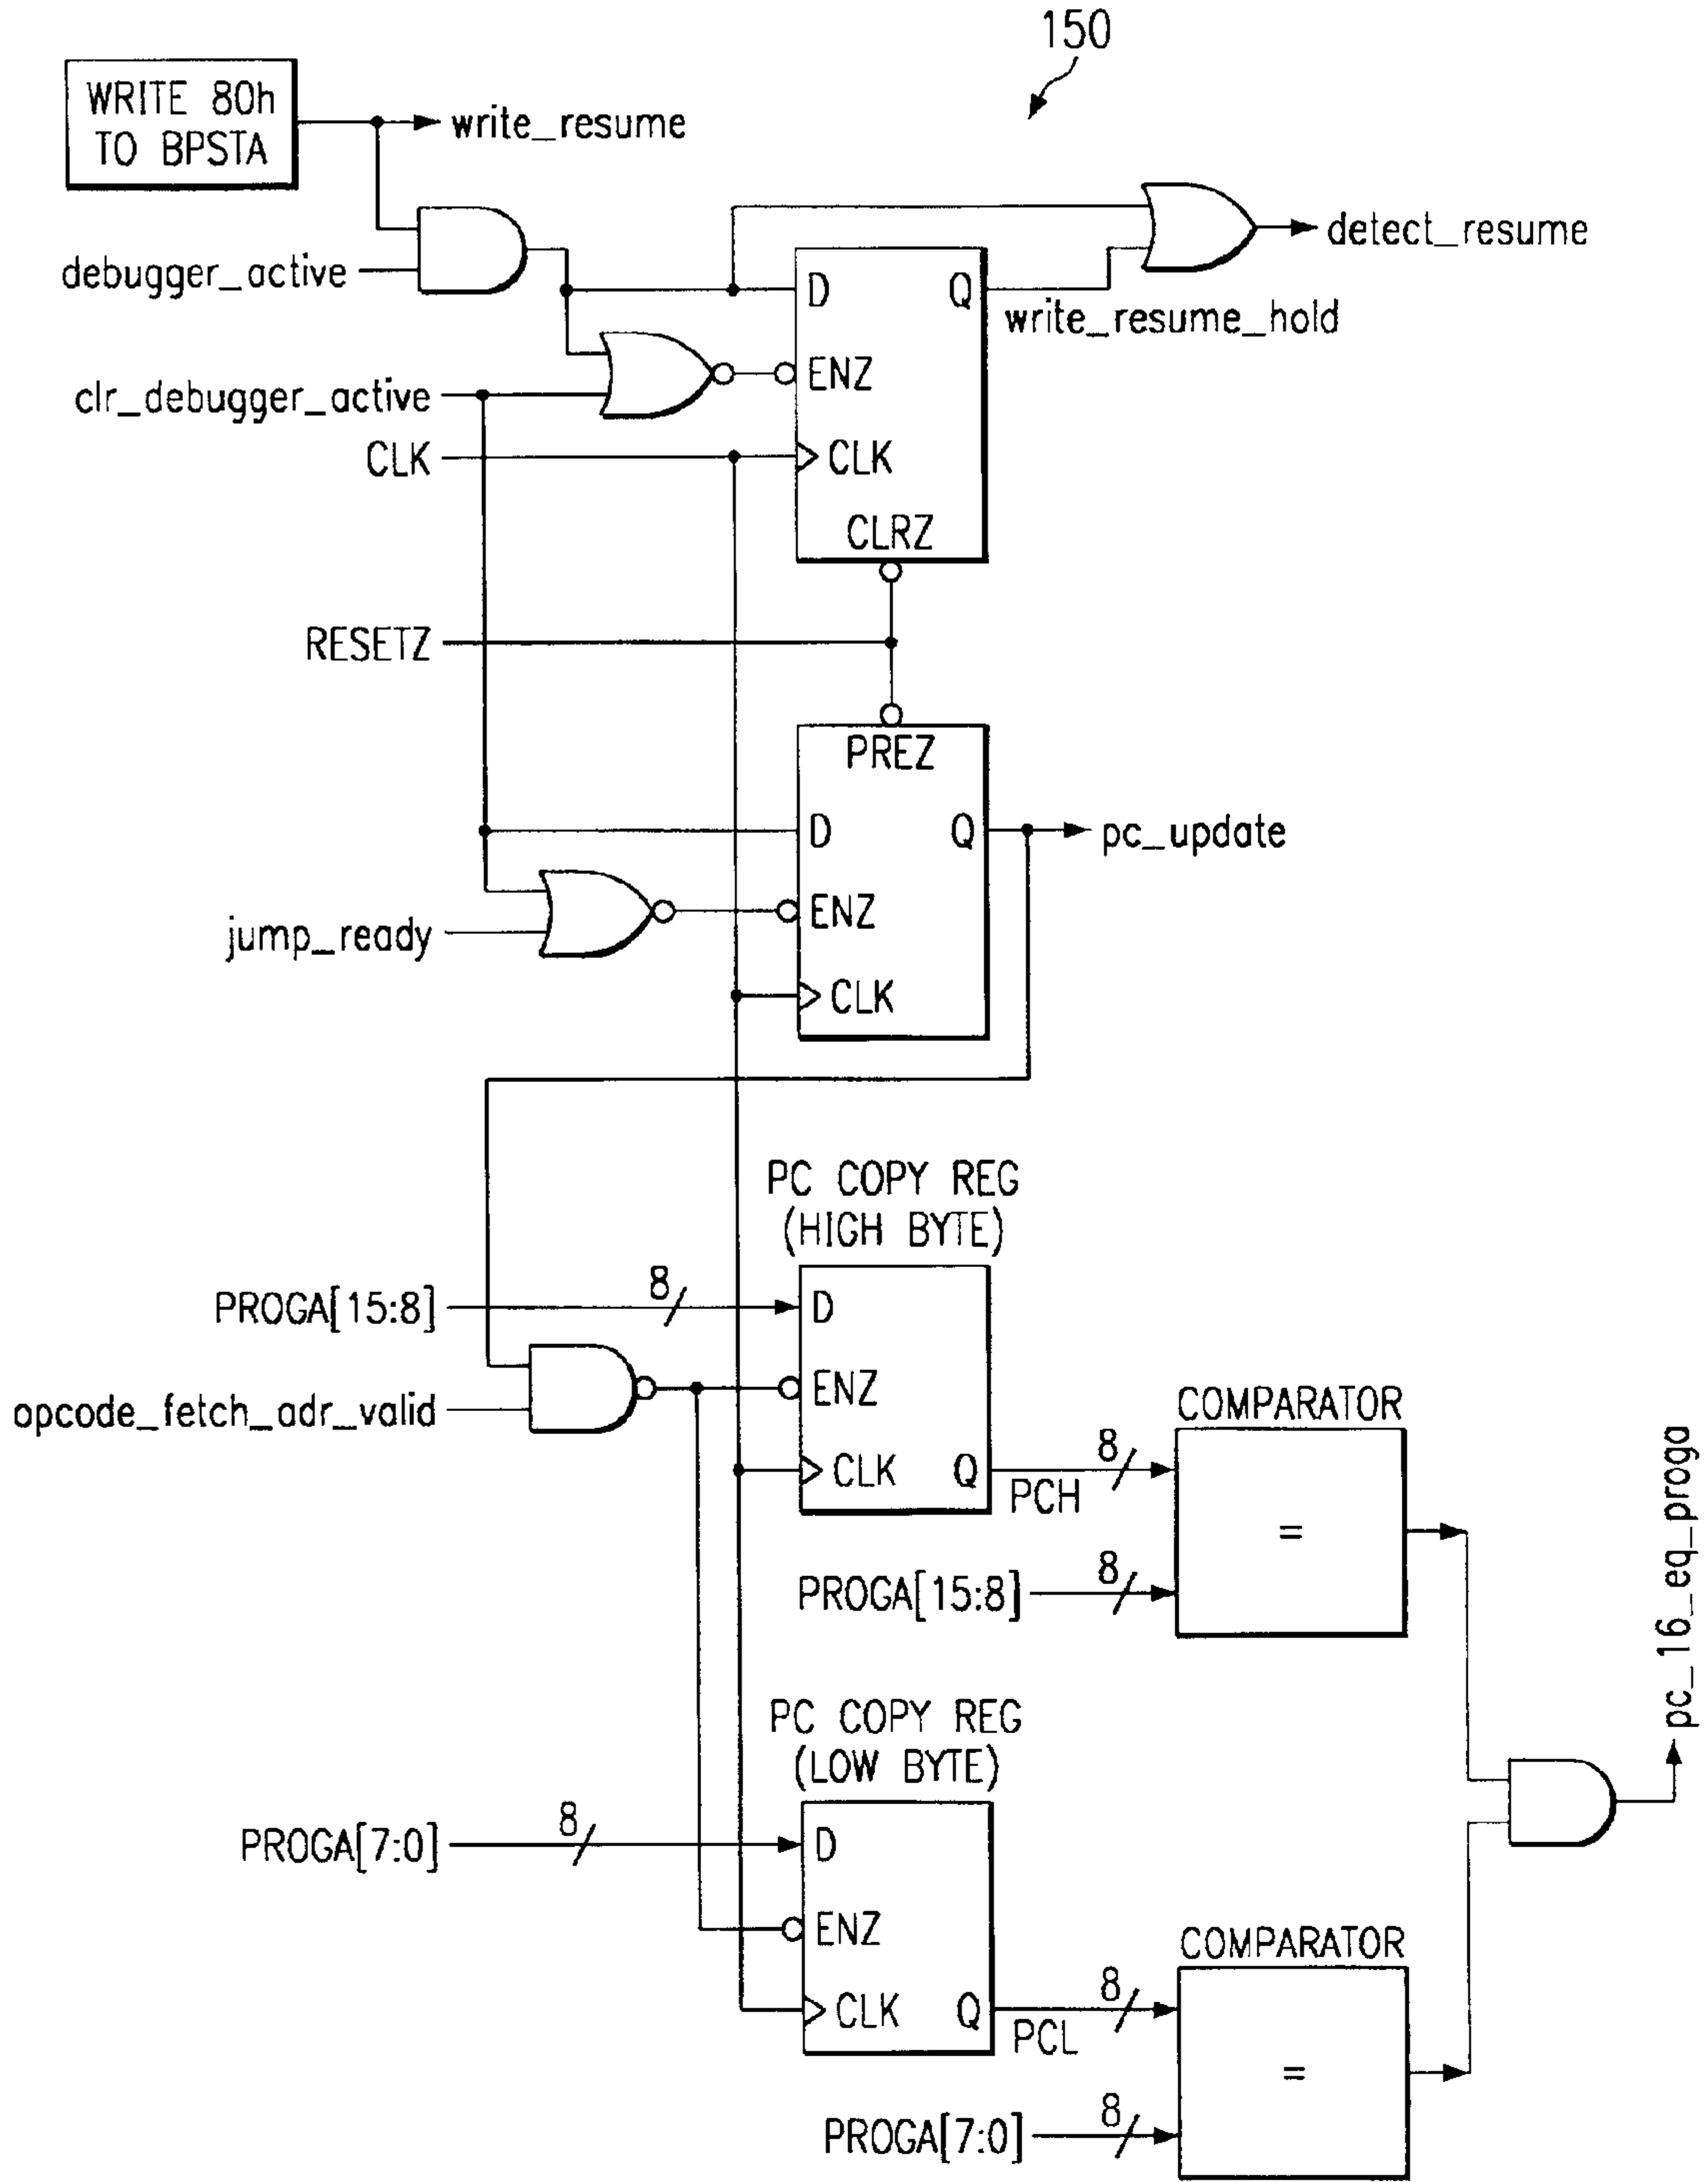 150
WRITE 80h
TO BPSTA
write_resume
detect_resume
debugger_active
D
Q
write_resume_hold
ENZ
clr_debugger_active
CLK
CLK
CLRZ
RESETZ
PREZ
D
Q
pc_update
ENZ
jump_ready
CLK
PC COPY REG
(HIGH BYTE)
PROGA[15:8]
8
D
ENZ
opcode_fetch_adr_valid
COMPARATOR
CLK
Q
PCH
8
=
PROGA[15:8]
8
pc_16_eq_proga
PC COPY REG
(LOW BYTE)
PROGA[7:0]
8
D
ENZ
COMPARATOR
CLK
Q
PCL
8
=
PROGA[7:0]
8